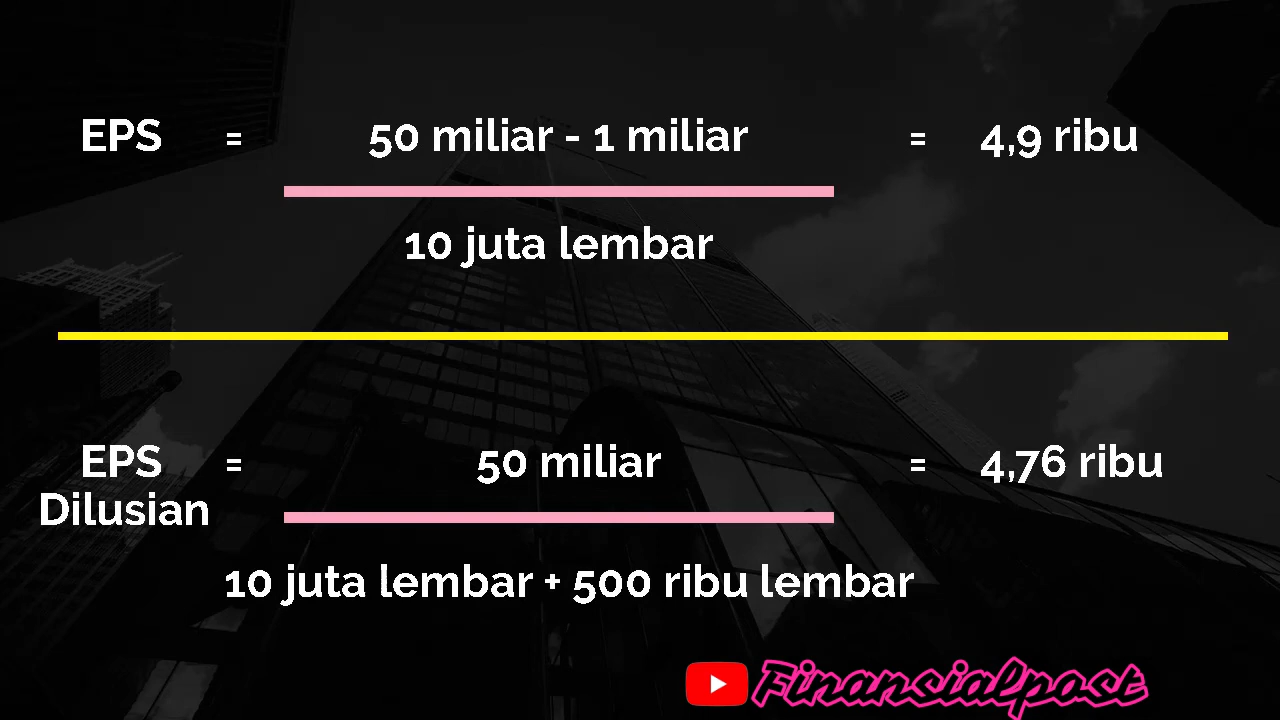 EPS = 50 miliar - 1 miliar = 4,9 ribu
10 juta lembar
EPS = 50 miliar = 4,76 ribu
Dilusian
10 juta lembar + 500 ribu lembar
Finansialpost